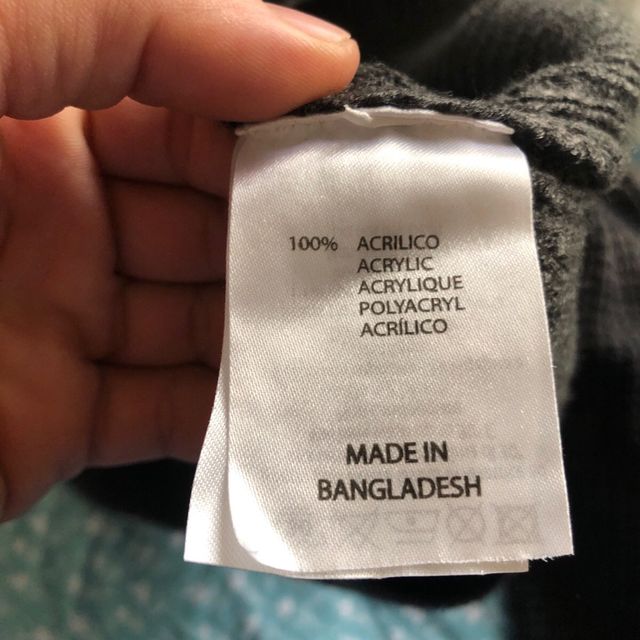 100% ACRILICO
ACRYLIC
ACRYLIQUE
POLYACRYL
ACRÍLICO
MADE IN
BANGLADESH